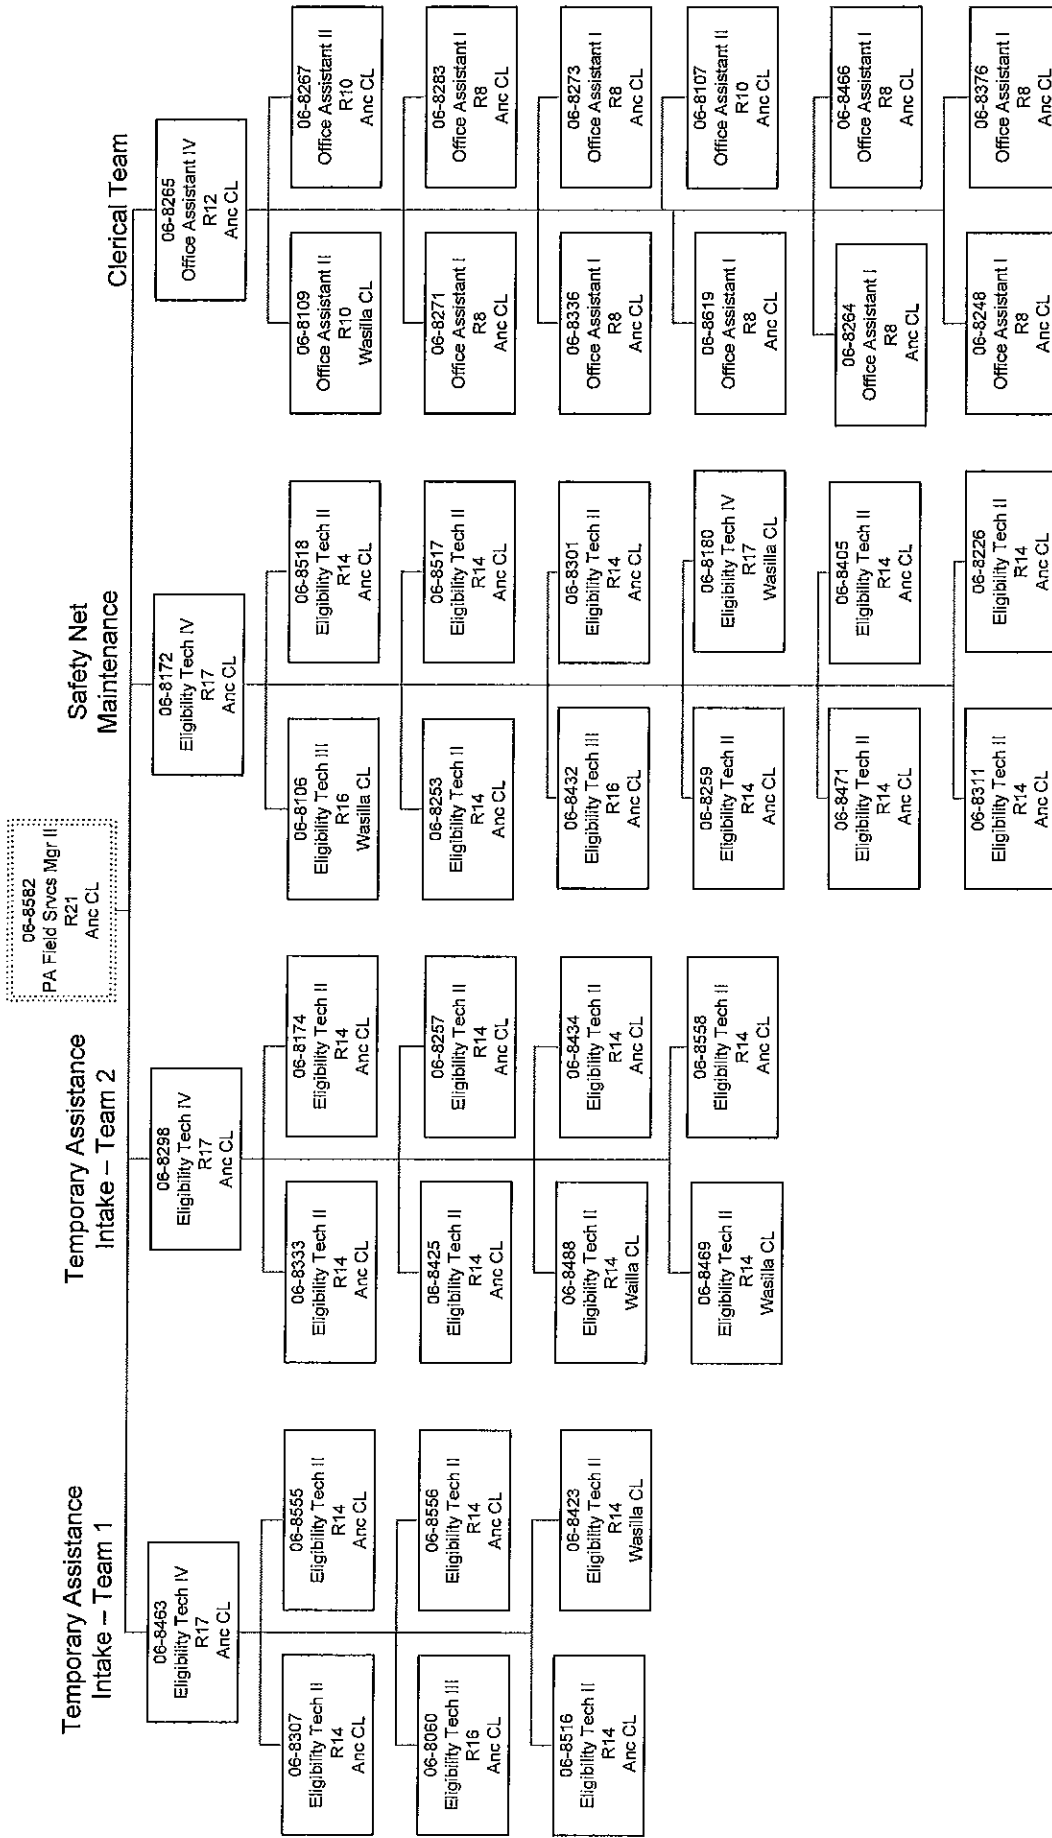 06-8582
PA Field Srvcs Mgr II
R21
Anc CL
Temporary Assistance
Intake – Team 1
06-8463
Eligibility Tech IV
R17
Anc CL
06-8307
Eligibility Tech II
R14
Anc CL
06-8555
Eligibility Tech II
R14
Anc CL
06-8060
Eligibility Tech III
R16
Anc CL
06-8556
Eligibility Tech II
R14
Anc CL
06-8516
Eligibility Tech II
R14
Anc CL
06-8423
Eligibility Tech II
R14
Wasilla CL
Temporary Assistance
Intake – Team 2
06-8298
Eligibility Tech IV
R17
Anc CL
06-8333
Eligibility Tech II
R14
Anc CL
06-8174
Eligibility Tech II
R14
Anc CL
06-8425
Eligibility Tech II
R14
Anc CL
06-8257
Eligibility Tech II
R14
Anc CL
06-8488
Eligibility Tech II
R14
Wailla CL
06-8434
Eligibility Tech II
R14
Anc CL
06-8469
Eligibility Tech II
R14
Wasilla CL
06-8558
Eligibility Tech II
R14
Anc CL
Safety Net
Maintenance
06-8172
Eligibility Tech IV
R17
Anc CL
06-8106
Eligibility Tech III
R16
Wasilla CL
06-8518
Eligibility Tech II
R14
Anc CL
06-8253
Eligibility Tech II
R14
Anc CL
06-8517
Eligibility Tech II
R14
Anc CL
06-8432
Eligibility Tech III
R16
Anc CL
06-8301
Eligibility Tech II
R14
Anc CL
06-8259
Eligibility Tech II
R14
Anc CL
06-8180
Eligibility Tech IV
R17
Wasilla CL
06-8471
Eligibility Tech II
R14
Anc CL
06-8405
Eligibility Tech II
R14
Anc CL
06-8311
Eligibility Tech II
R14
Anc CL
06-8226
Eligibility Tech II
R14
Anc CL
Clerical Team
06-8265
Office Assistant IV
R12
Anc CL
06-8109
Office Assistant II
R10
Wasilla CL
06-8267
Office Assistant II
R10
Anc CL
06-8271
Office Assistant I
R8
Anc CL
06-8283
Office Assistant I
R8
Anc CL
06-8336
Office Assistant I
R8
Anc CL
06-8273
Office Assistant I
R8
Anc CL
06-8619
Office Assistant I
R8
Anc CL
06-8107
Office Assistant II
R10
Anc CL
06-8264
Office Assistant I
R8
Anc CL
06-8466
Office Assistant I
R8
Anc CL
06-8248
Office Assistant I
R8
Anc CL
06-8376
Office Assistant I
R8
Anc CL